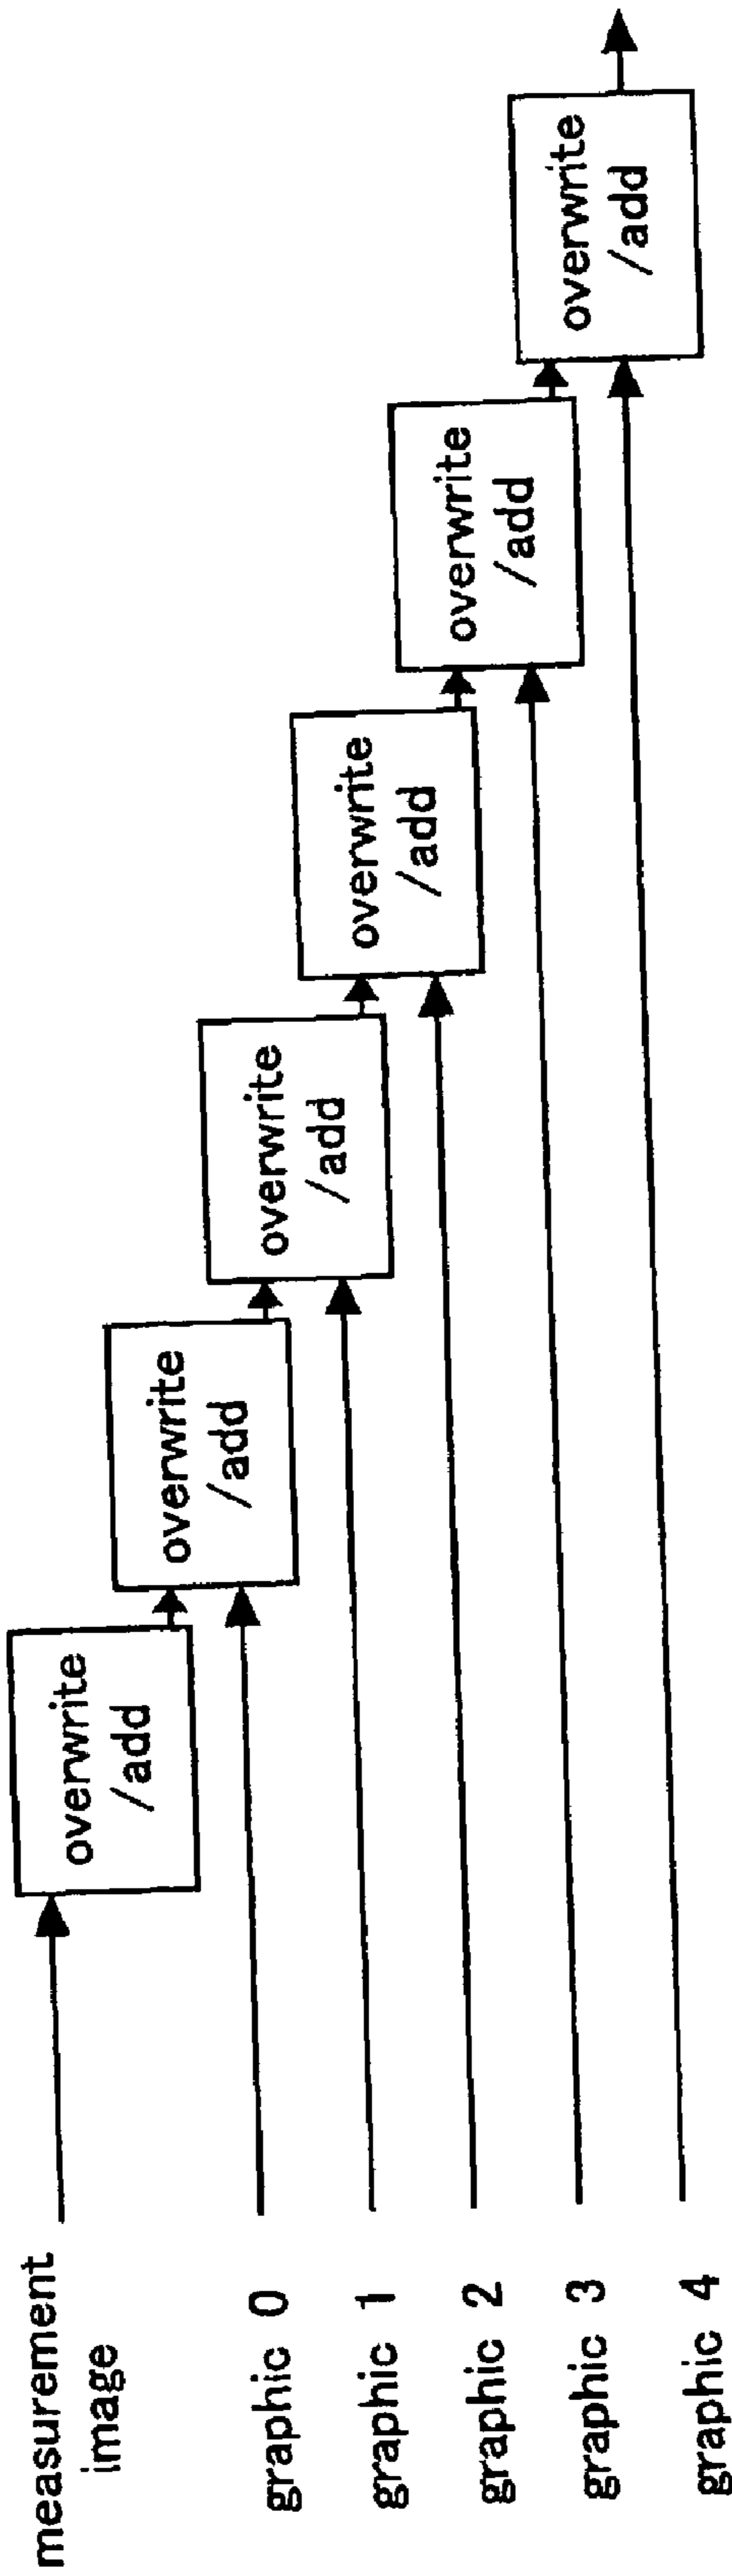 measurement
image
graphic 0
graphic 1
graphic 2
graphic 3
graphic 4
overwrite
/add
overwrite
/add
overwrite
/add
overwrite
/add
overwrite
/add
overwrite
/add